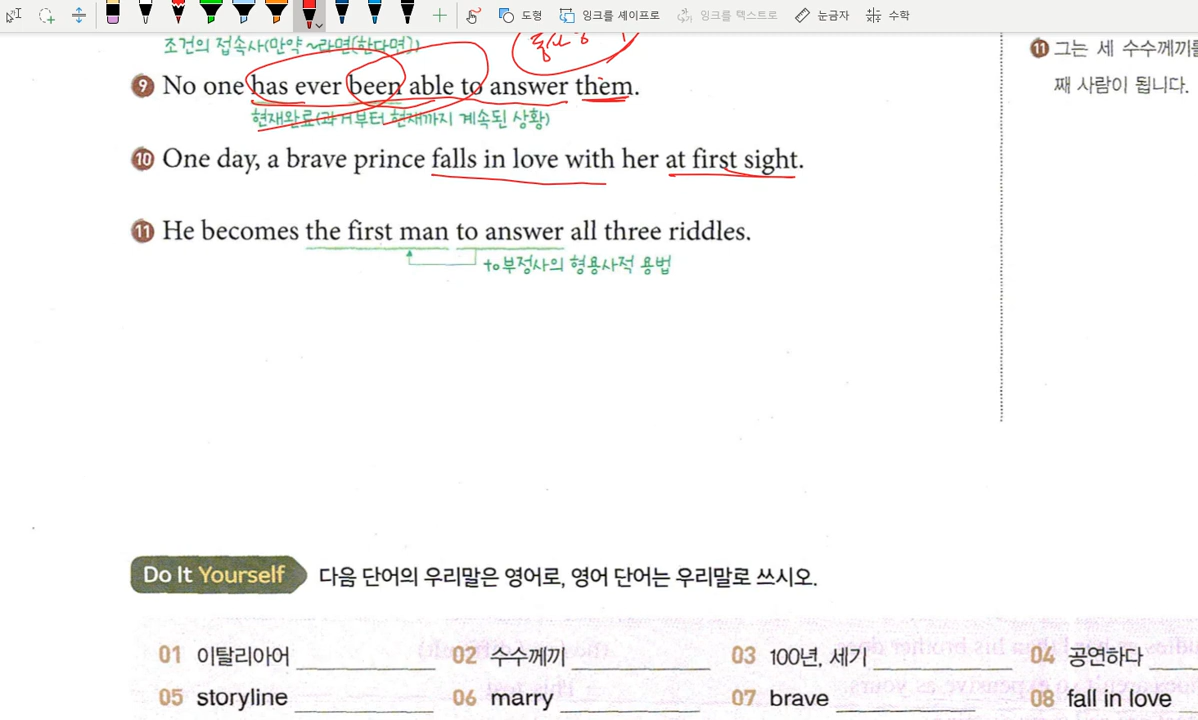 도형 잉크를 셰이프로 잉크를 텍스트로 눈금자 수학
조건의 접속사(만약 ~라면(한다면))
⑨ No one has ever been able to answer them.
현재완료(과거부터 현재까지 계속된 상황)
⑩ One day, a brave prince falls in love with her at first sight.
⑪ He becomes the first man to answer all three riddles.
to부정사의 형용사적 용법
⑪ 그는 세 수수께끼를
째 사람이 됩니다.
Do It Yourself 다음 단어의 우리말은 영어로, 영어 단어는 우리말로 쓰시오.
01 이탈리아어 02 수수께끼 03 100년, 세기 04 공연하다
05 storyline 06 marry 07 brave 08 fall in love